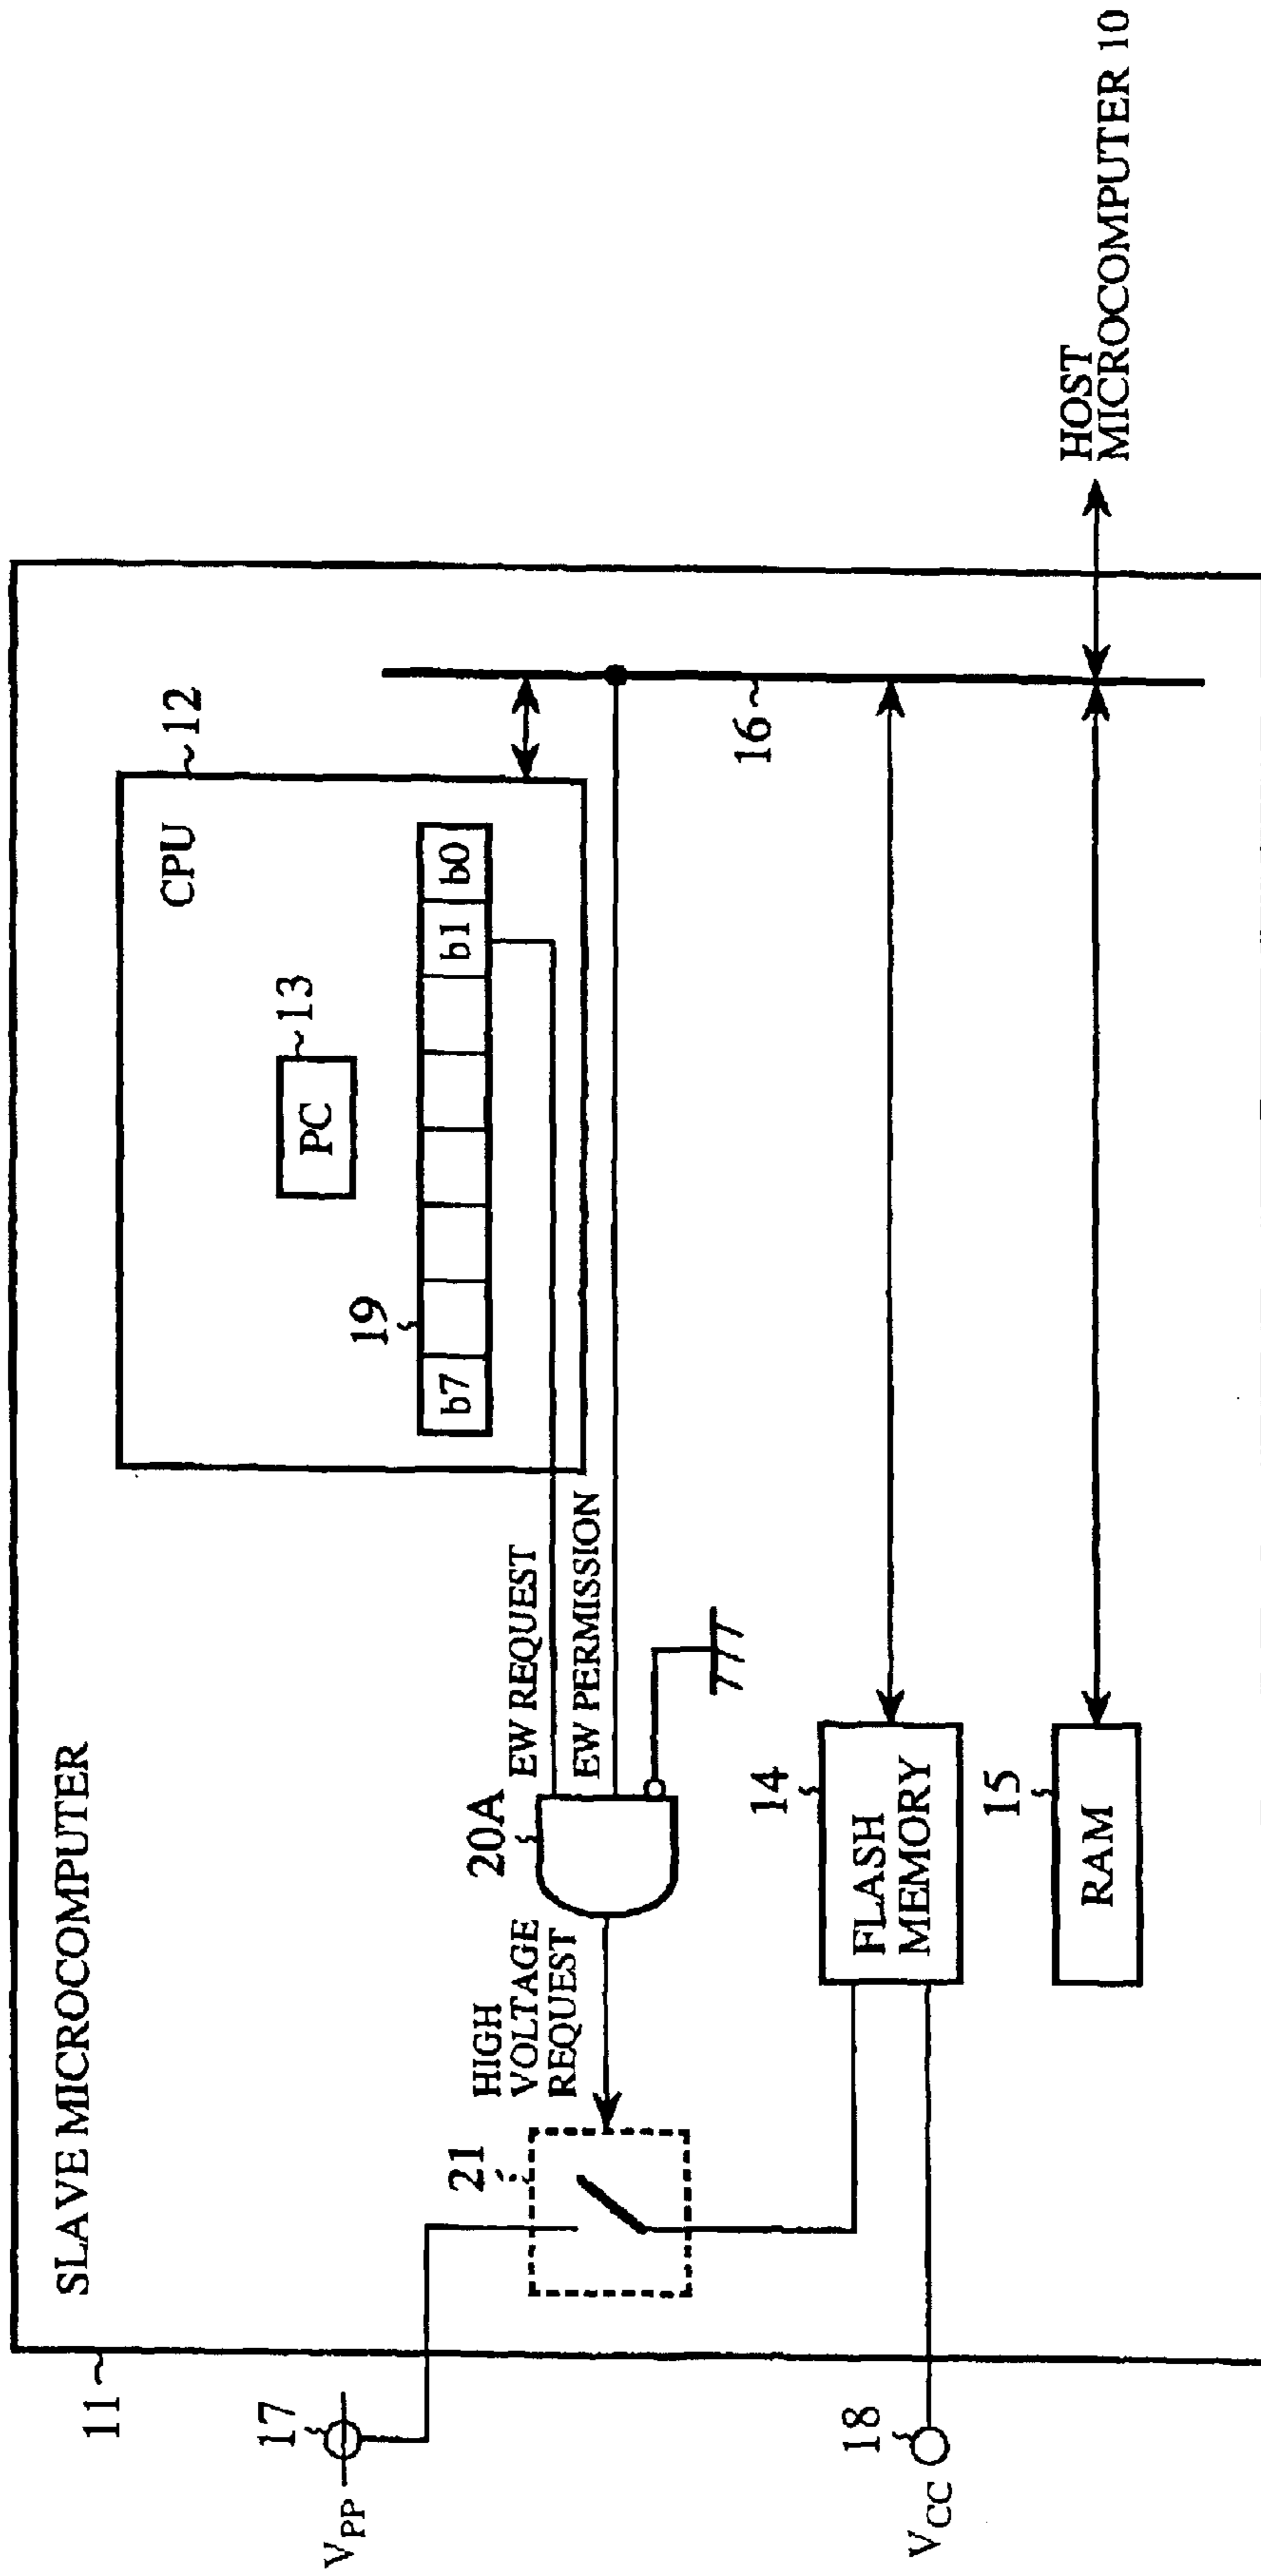 SLAVE MICROCOMPUTER
11
CPU
12
PC
13
19
b7
b1
b0
EW REQUEST
EW PERMISSION
20A
HIGH
VOLTAGE
REQUEST
21
17
VPP
16
14
FLASH
MEMORY
15
RAM
18
VCC
HOST
MICROCOMPUTER 10